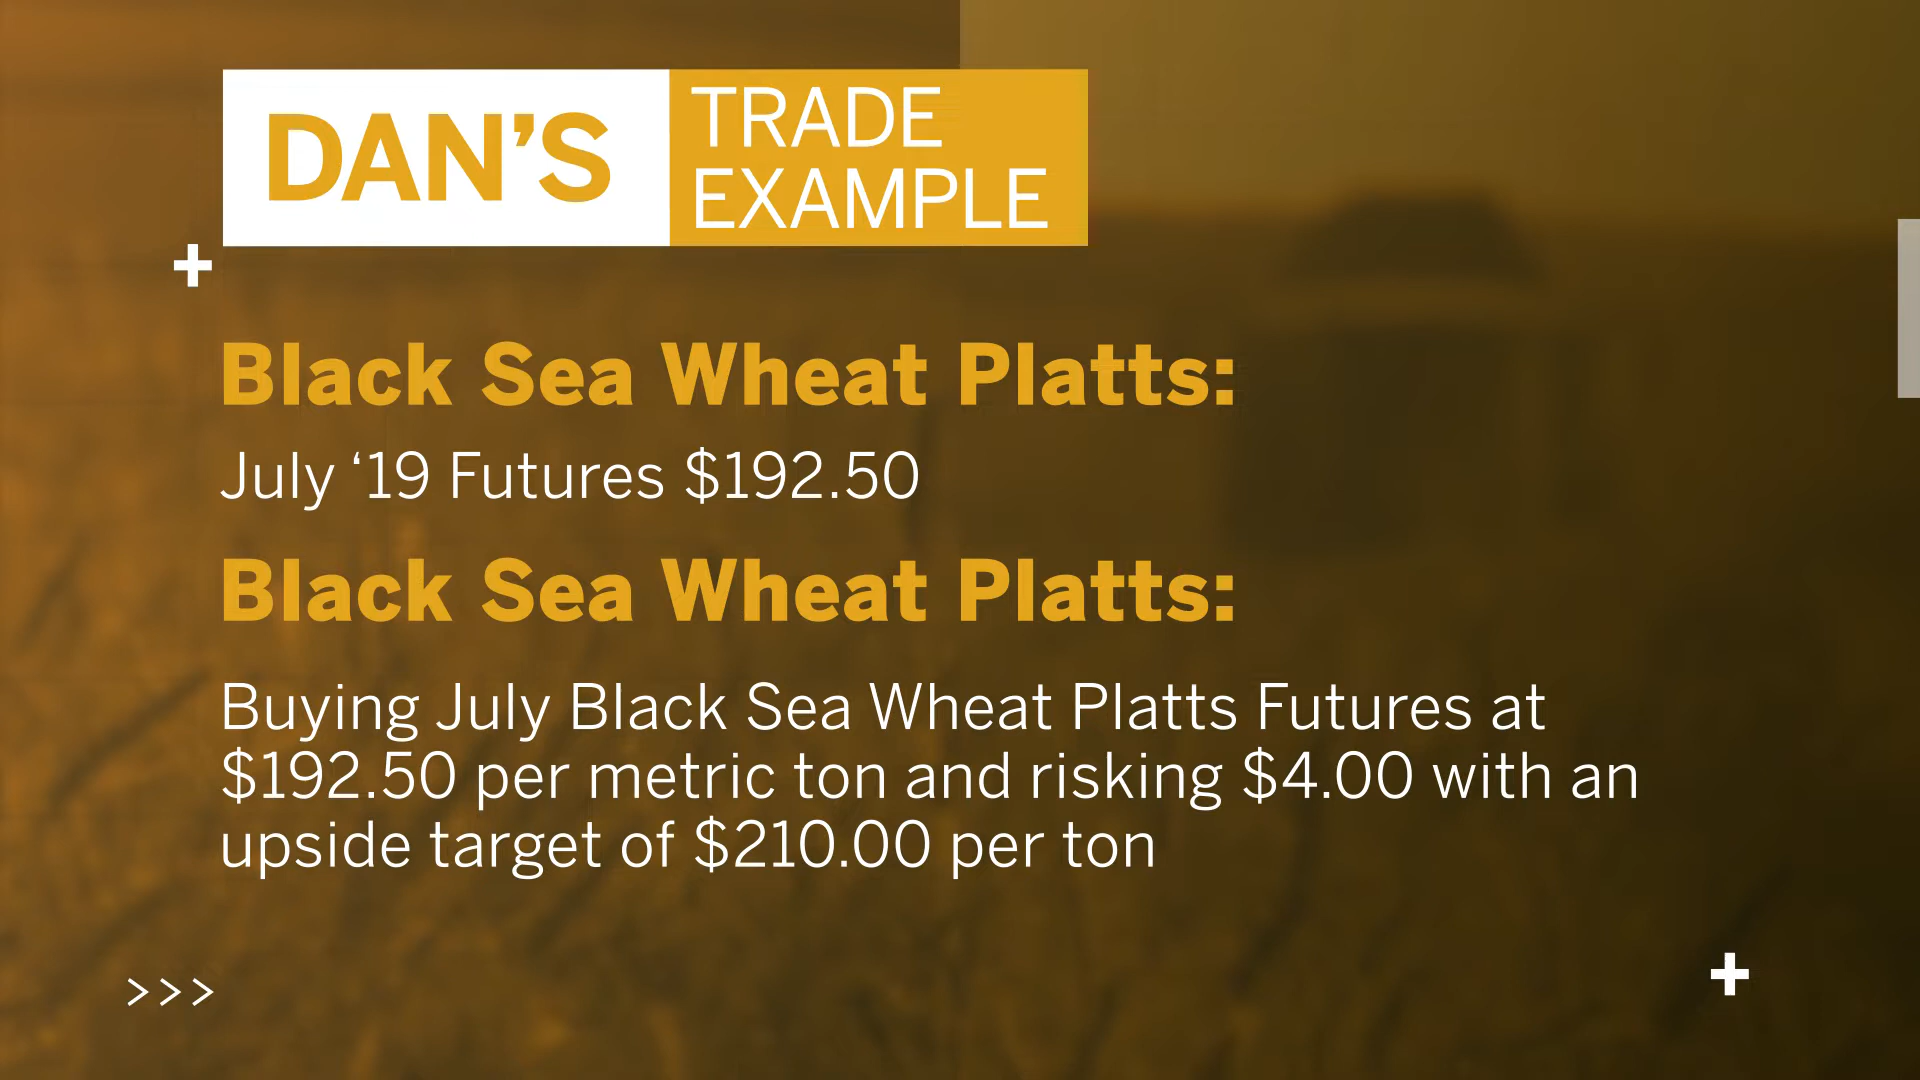 DAN’S
TRADE
EXAMPLE
Black Sea Wheat Platts:
July ‘19 Futures $192.50
Black Sea Wheat Platts:
Buying July Black Sea Wheat Platts Futures at
$192.50 per metric ton and risking $4.00 with an
upside target of $210.00 per ton
>>>